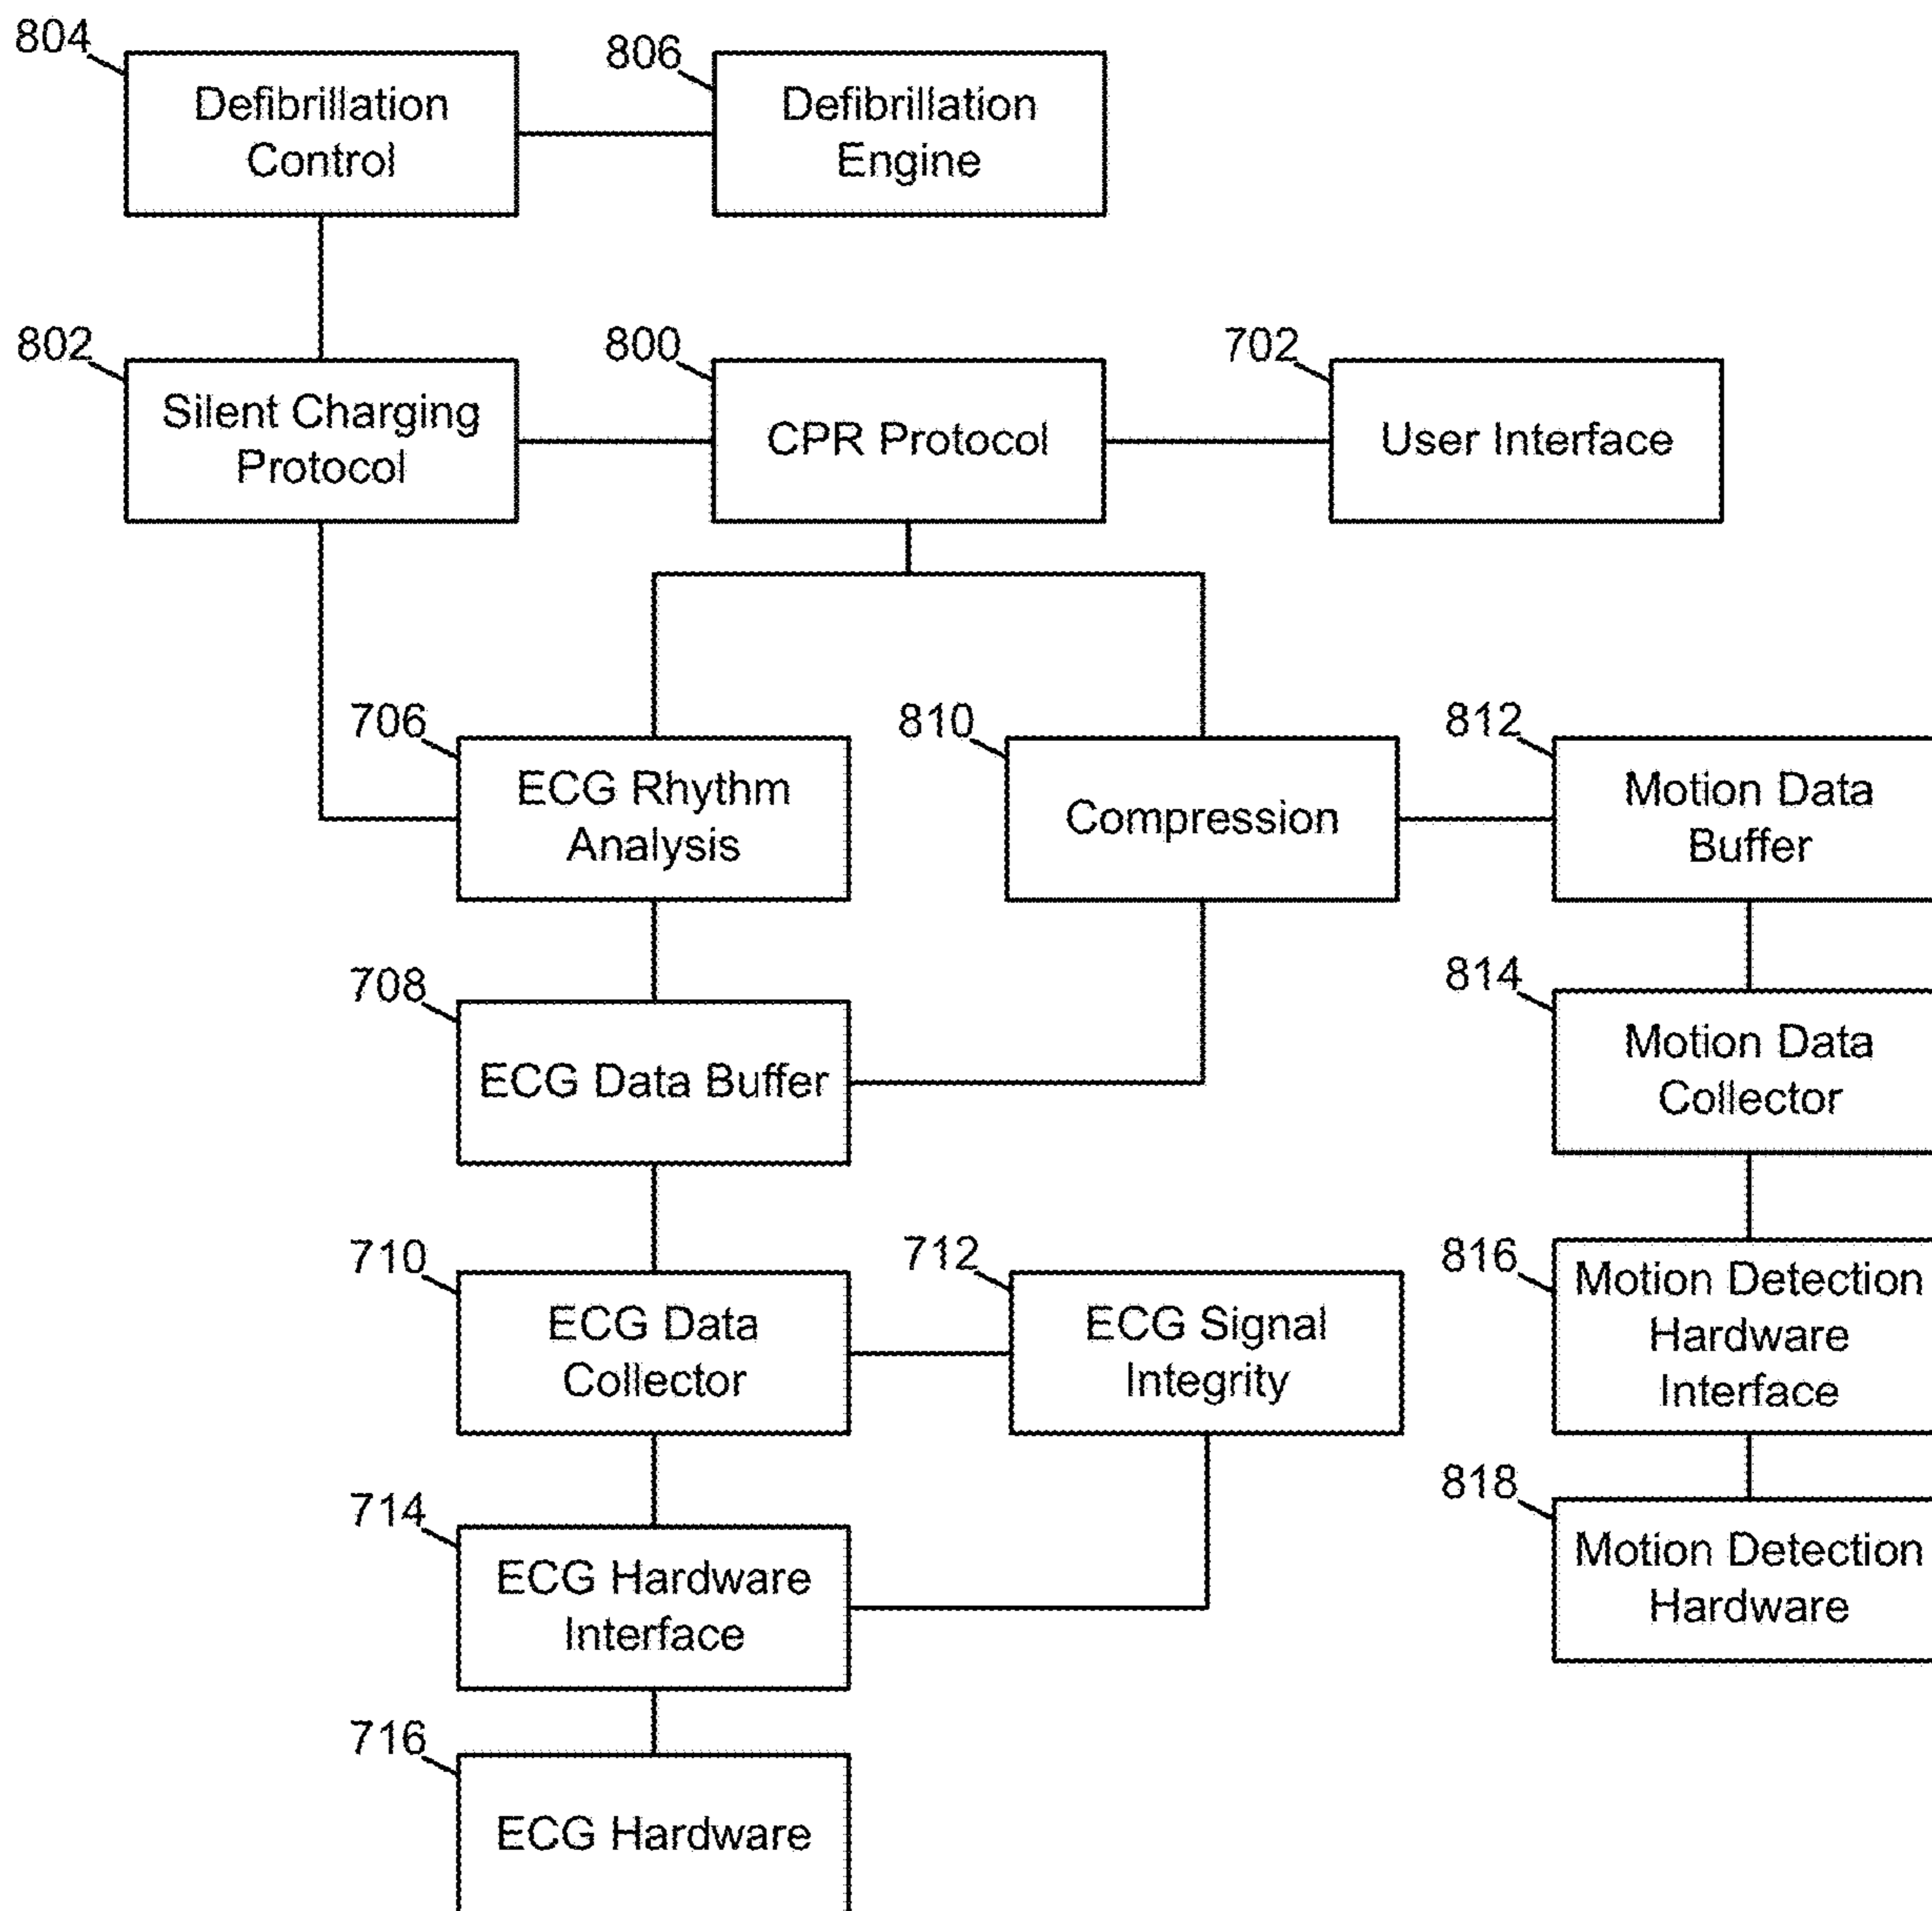 804
Defibrillation
Control
806
Defibrillation
Engine
802
Silent Charging
Protocol
800
CPR Protocol
702
User Interface
706
ECG Rhythm
Analysis
810
Compression
812
Motion Data
Buffer
708
ECG Data Buffer
814
Motion Data
Collector
710
ECG Data
Collector
712
ECG Signal
Integrity
816
Motion Detection
Hardware
Interface
714
ECG Hardware
Interface
818
Motion Detection
Hardware
716
ECG Hardware